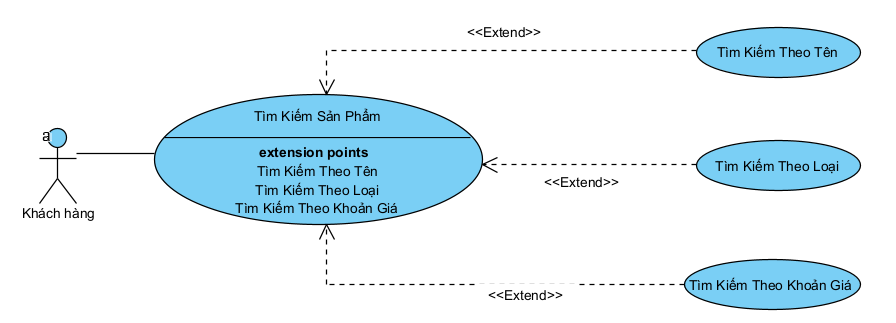 <<Extend>>
Tìm Kiếm Theo Tên
Tìm Kiếm Sản Phẩm
a
extension points
Tìm Kiếm Theo Tên
Tìm Kiếm Theo Loại
Tìm Kiếm Theo Khoản Giá
Khách hàng
Tìm Kiếm Theo Loại
<<Extend>>
Tìm Kiếm Theo Khoản Giá
<<Extend>>